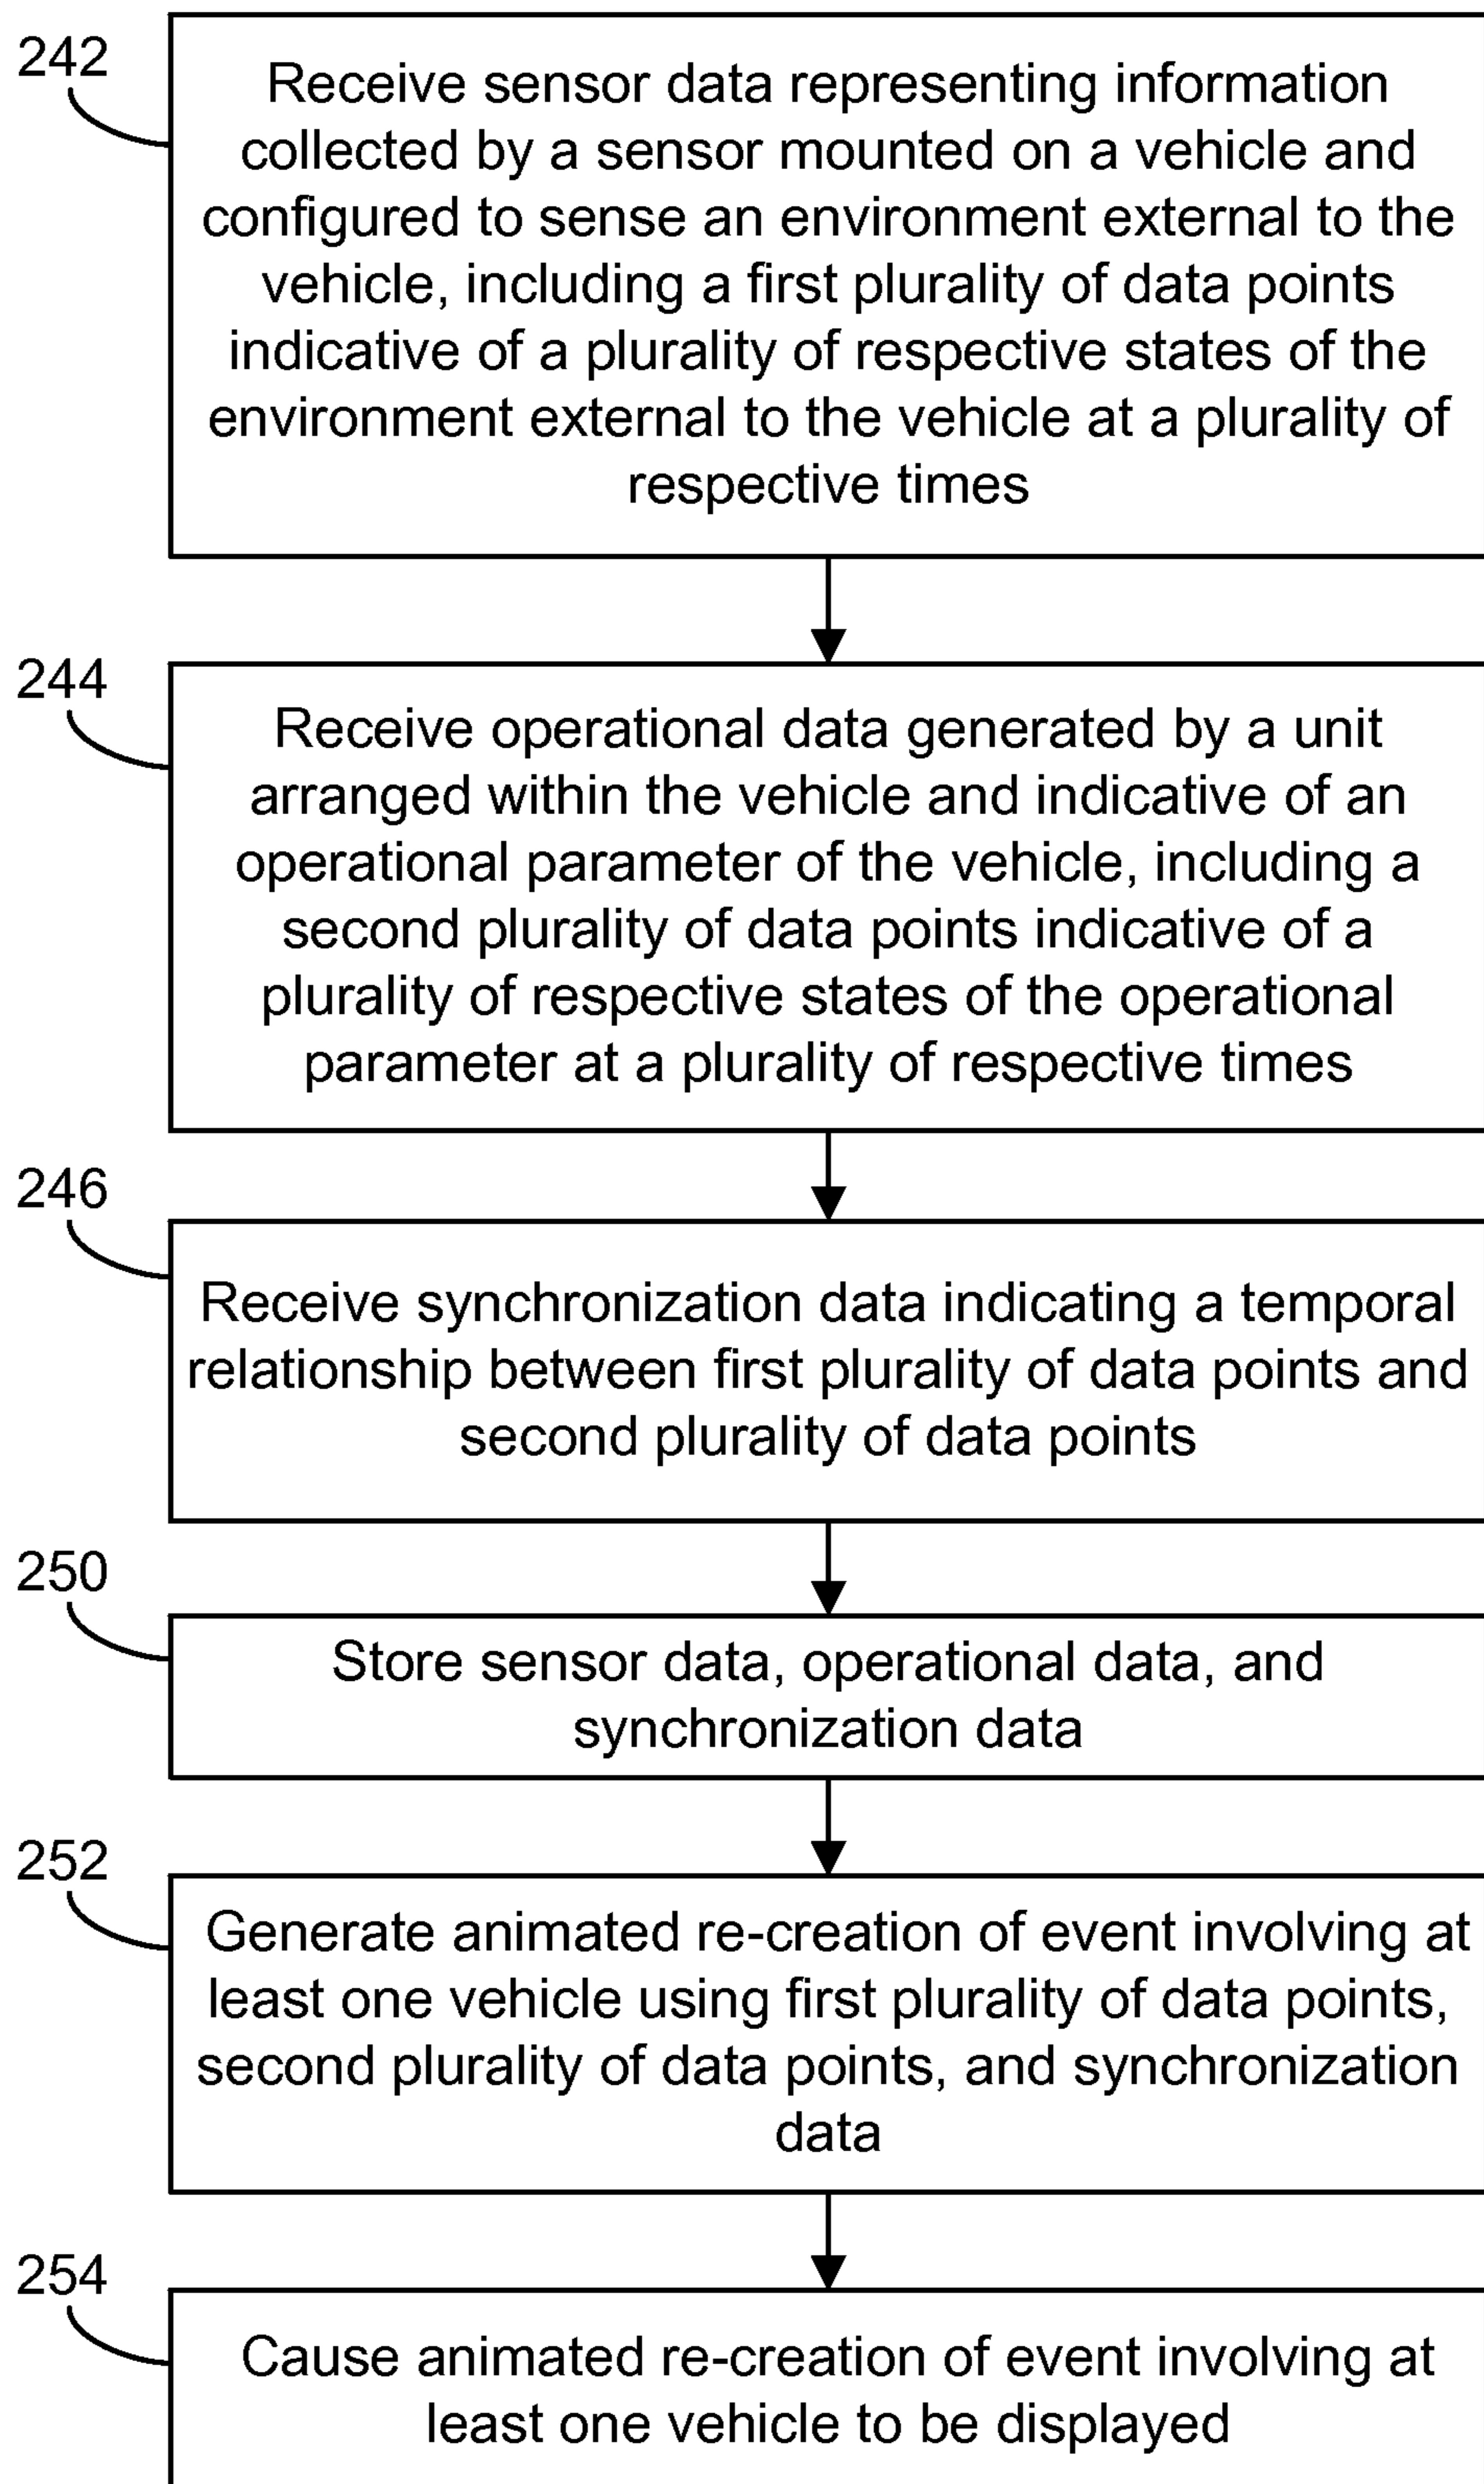 242
Receive sensor data representing information
collected by a sensor mounted on a vehicle and
configured to sense an environment external to the
vehicle, including a first plurality of data points
indicative of a plurality of respective states of the
environment external to the vehicle at a plurality of
respective times
244
Receive operational data generated by a unit
arranged within the vehicle and indicative of an
operational parameter of the vehicle, including a
second plurality of data points indicative of a
plurality of respective states of the operational
parameter at a plurality of respective times
246
Receive synchronization data indicating a temporal
relationship between first plurality of data points and
second plurality of data points
250
Store sensor data, operational data, and
synchronization data
252
Generate animated re-creation of event involving at
least one vehicle using first plurality of data points,
second plurality of data points, and synchronization
data
254
Cause animated re-creation of event involving at
least one vehicle to be displayed